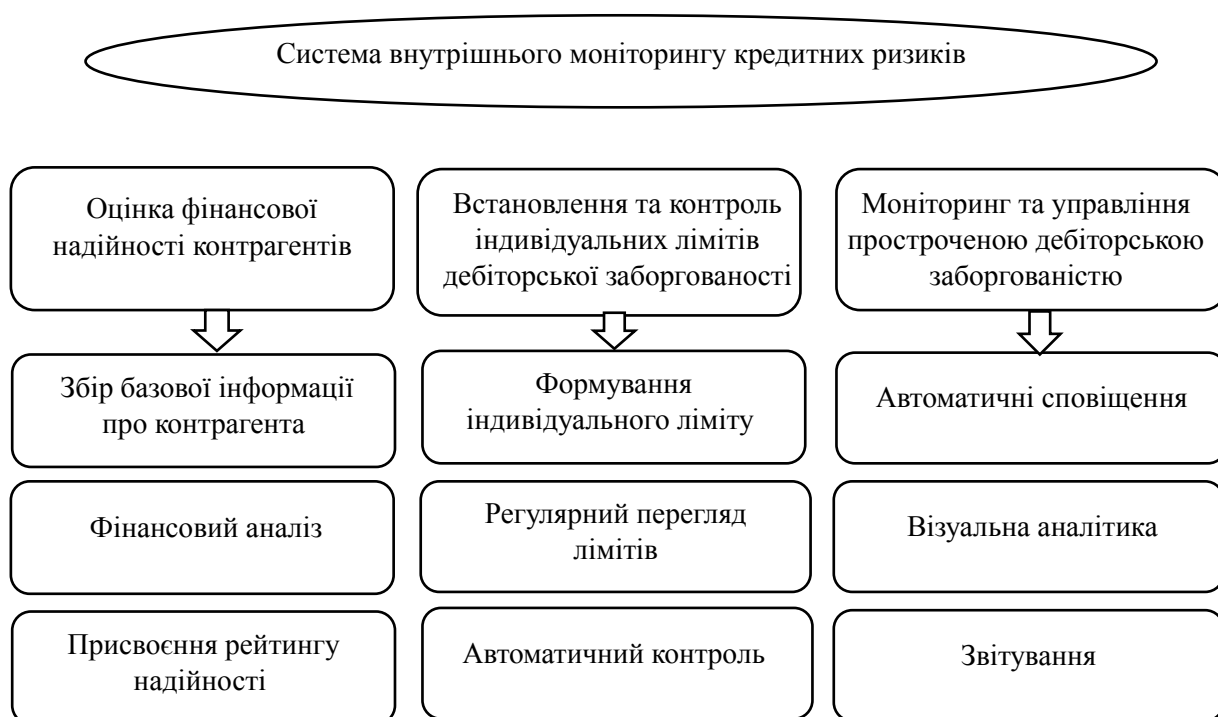 Система внутрішнього моніторингу кредитних ризиків
Оцінка фінансової
надійності контрагентів
Встановлення та контроль
індивідуальних лімітів
дебіторської заборгованості
Моніторинг та управління
простроченою дебіторською
заборгованістю
Збір базової інформації
про контрагента
Формування
індивідуального ліміту
Автоматичні сповіщення
Фінансовий аналіз
Регулярний перегляд
лімітів
Візуальна аналітика
Присвоєння рейтингу
надійності
Автоматичний контроль
Звітування